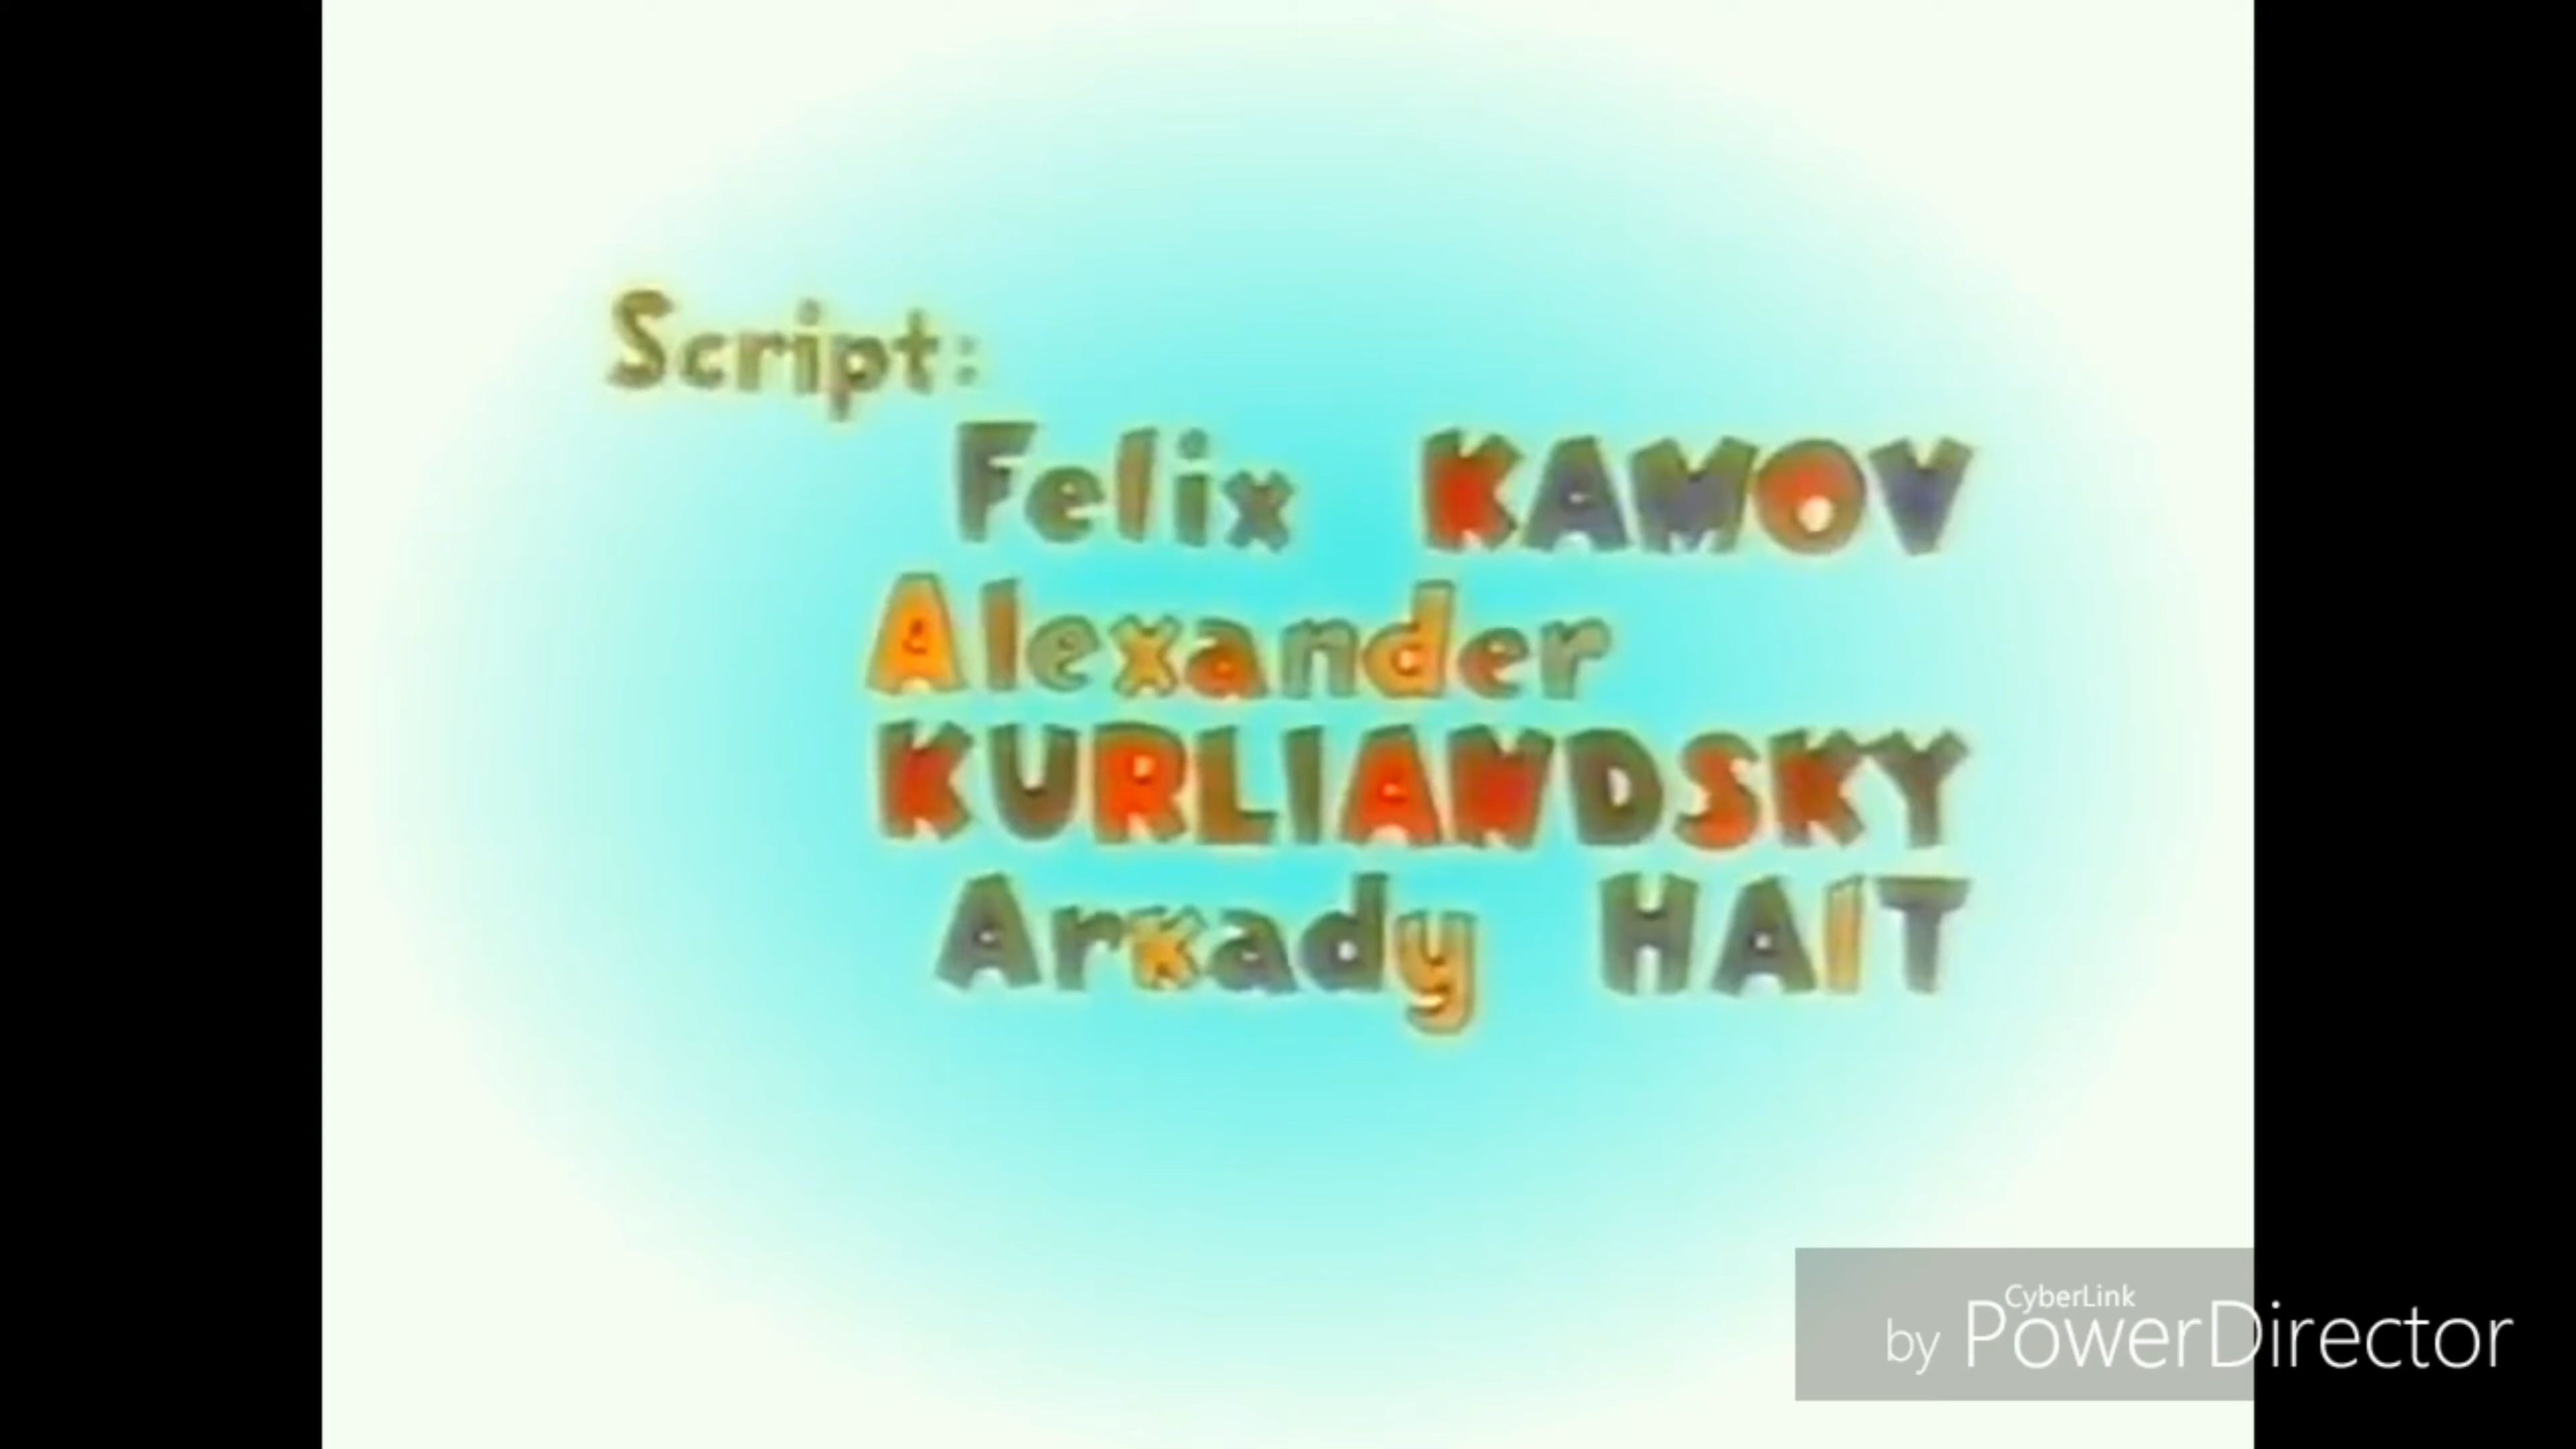 Script:
Felix KAMOV
Alexander
KURLIANDSKY
Arkady HAIT
CyberLink
by PowerDirector